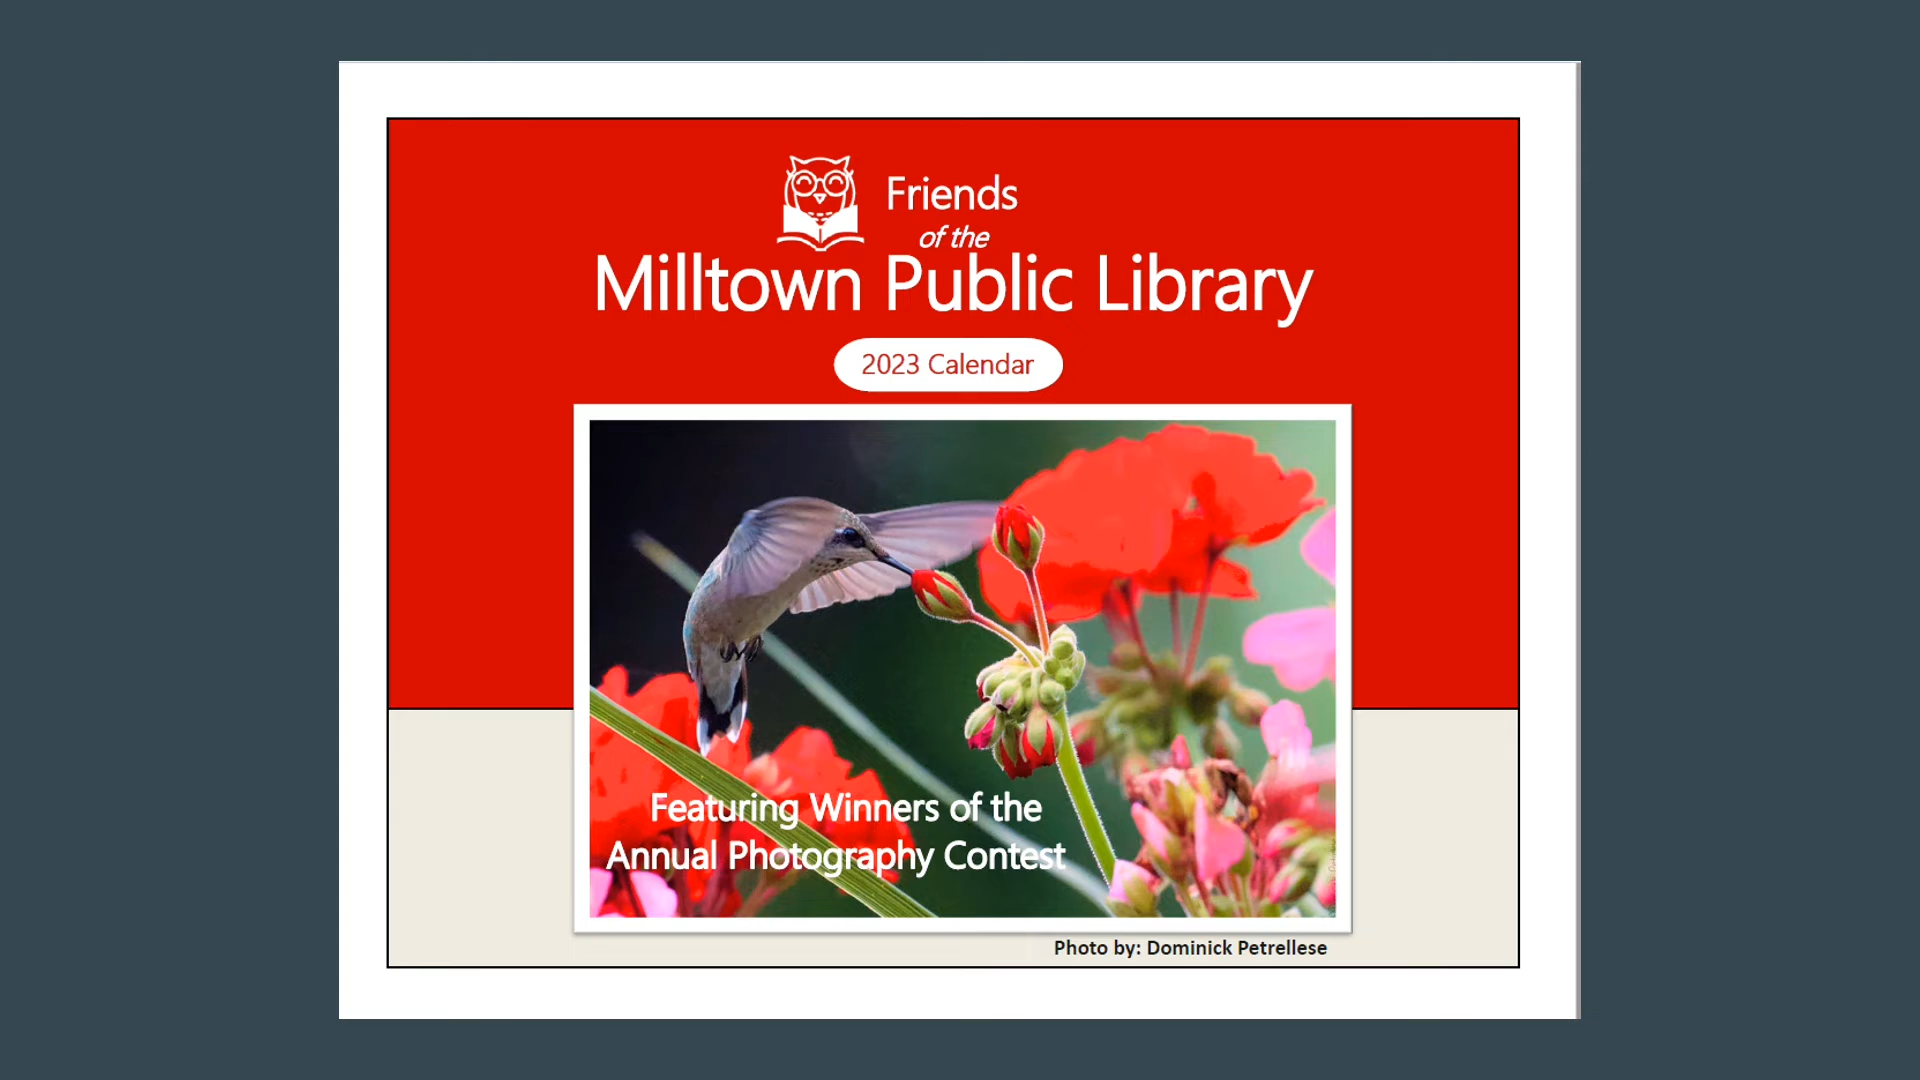 Friends
of the
Milltown Public Library
2023 Calendar
Featuring Winners of the
Annual Photography Contest
Photo by: Dominick Petrellese